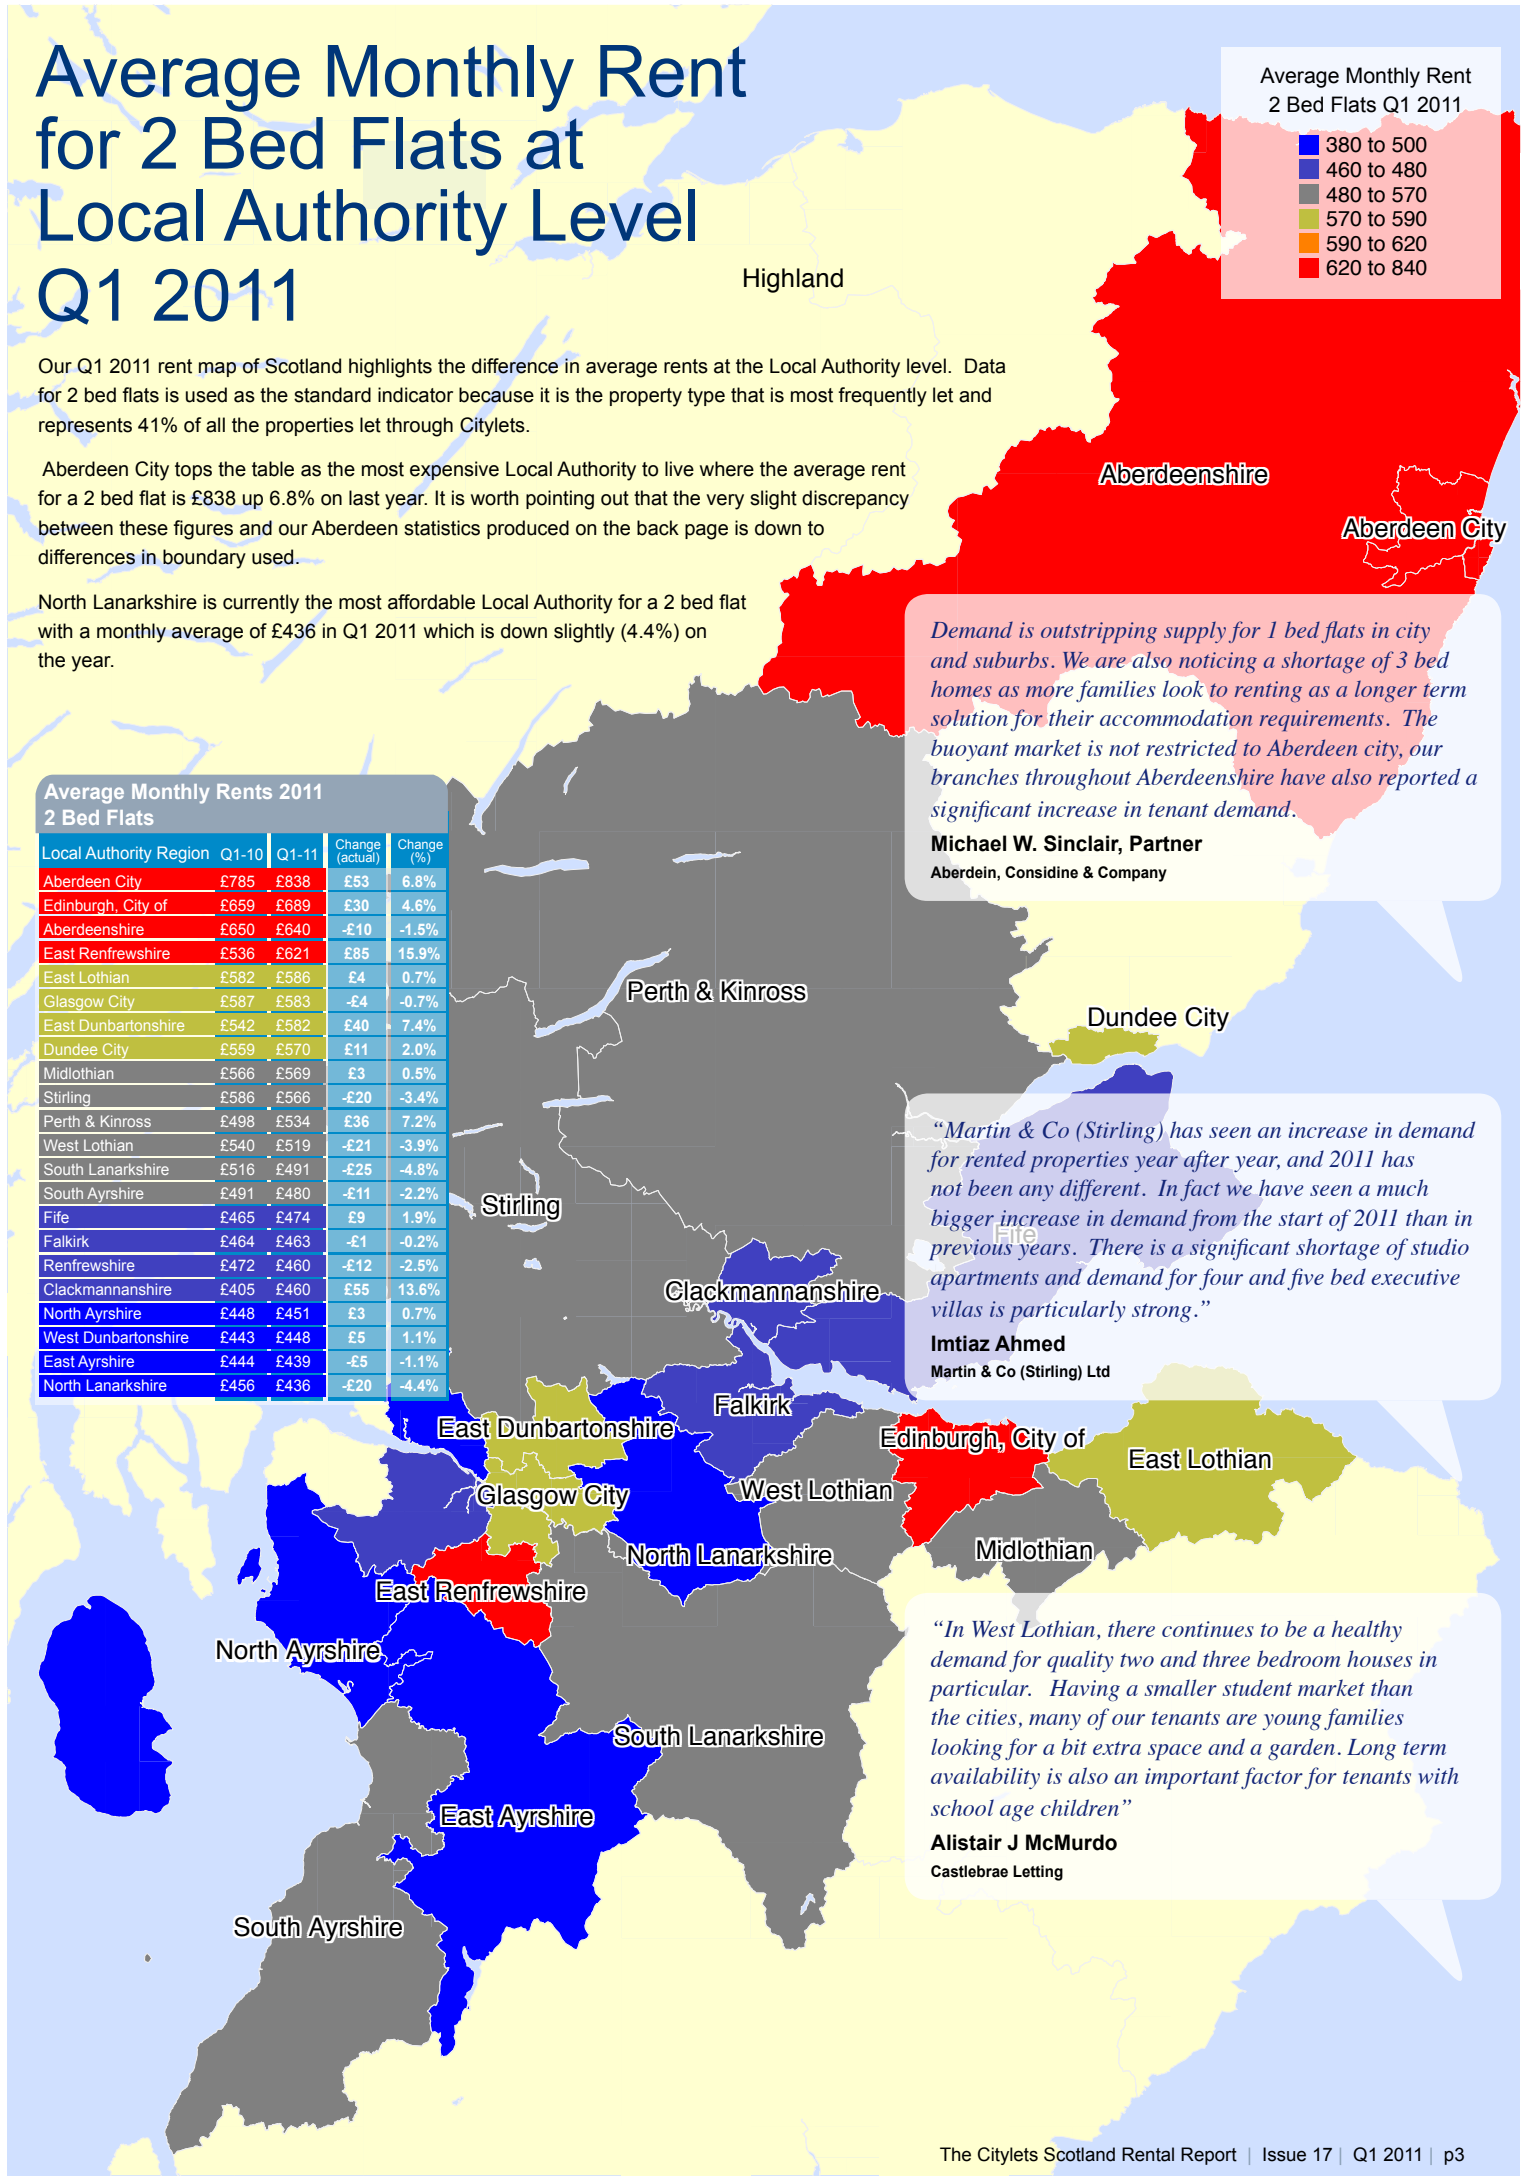 Average Monthly Rent
for 2 Bed Flats at
Local Authority Level
Q1 2011
Average Monthly Rent
2 Bed Flats Q1 2011
380 to 500
460 to 480
480 to 570
570 to 590
590 to 620
620 to 840
Highland
Our Q1 2011 rent map of Scotland highlights the difference in average rents at the Local Authority level.  Data
for 2 bed flats is used as the standard indicator because it is the property type that is most frequently let and
represents 41% of all the properties let through Citylets.
Aberdeen City tops the table as the most expensive Local Authority to live where the average rent
for a 2 bed flat is £838 up 6.8% on last year. It is worth pointing out that the very slight discrepancy
between these figures and our Aberdeen statistics produced on the back page is down to
differences in boundary used.
North Lanarkshire is currently the most affordable Local Authority for a 2 bed flat
with a monthly average of £436 in Q1 2011 which is down slightly (4.4%) on
the year.
Aberdeenshire
Aberdeen City
Demand is outstripping supply for 1 bed flats in city
and suburbs. We are also noticing a shortage of 3 bed
homes as more families look to renting as a longer term
solution for their accommodation requirements.  The
buoyant market is not restricted to Aberdeen city, our
branches throughout Aberdeenshire have also reported a
significant increase in tenant demand.
Michael W. Sinclair, Partner
Aberdein, Considine & Company
Average Monthly Rents 2011
2 Bed Flats
Local Authority Region Q1-10 Q1-11 Change (actual) Change (%)
Aberdeen City £785 £838 £53 6.8%
Edinburgh, City of £659 £689 £30 4.6%
Aberdeenshire £650 £640 -£10 -1.5%
East Renfrewshire £536 £621 £85 15.9%
East Lothian £582 £586 £4 0.7%
Glasgow City £587 £583 -£4 -0.7%
East Dunbartonshire £542 £582 £40 7.4%
Dundee City £559 £570 £11 2.0%
Midlothian £566 £569 £3 0.5%
Stirling £586 £566 -£20 -3.4%
Perth & Kinross £498 £534 £36 7.2%
West Lothian £540 £519 -£21 -3.9%
South Lanarkshire £516 £491 -£25 -4.8%
South Ayrshire £491 £480 -£11 -2.2%
Fife £465 £474 £9 1.9%
Falkirk £464 £463 -£1 -0.2%
Renfrewshire £472 £460 -£12 -2.5%
Clackmannanshire £405 £460 £55 13.6%
North Ayrshire £448 £451 £3 0.7%
West Dunbartonshire £443 £448 £5 1.1%
East Ayrshire £444 £439 -£5 -1.1%
North Lanarkshire £456 £436 -£20 -4.4%
Perth & Kinross
Dundee City
Stirling
Fife
Clackmannanshire
"Martin & Co (Stirling) has seen an increase in demand
for rented properties year after year, and 2011 has
not been any different.  In fact we have seen a much
bigger increase in demand from the start of 2011 than in
previous years.  There is a significant shortage of studio
apartments and demand for four and five bed executive
villas is particularly strong."
Imtiaz Ahmed
Martin & Co (Stirling) Ltd
Falkirk
East Dunbartonshire
Edinburgh, City of
East Lothian
West Lothian
Glasgow City
Midlothian
North Lanarkshire
East Renfrewshire
North Ayrshire
South Lanarkshire
East Ayrshire
South Ayrshire
"In West Lothian, there continues to be a healthy
demand for quality two and three bedroom houses in
particular.   Having a smaller student market than
the cities, many of our tenants are young families
looking for a bit extra space and a garden. Long term
availability is also an important factor for tenants with
school age children"
Alistair J McMurdo
Castlebrae Letting
The Citylets Scotland Rental Report | Issue 17 | Q1 2011 | p3